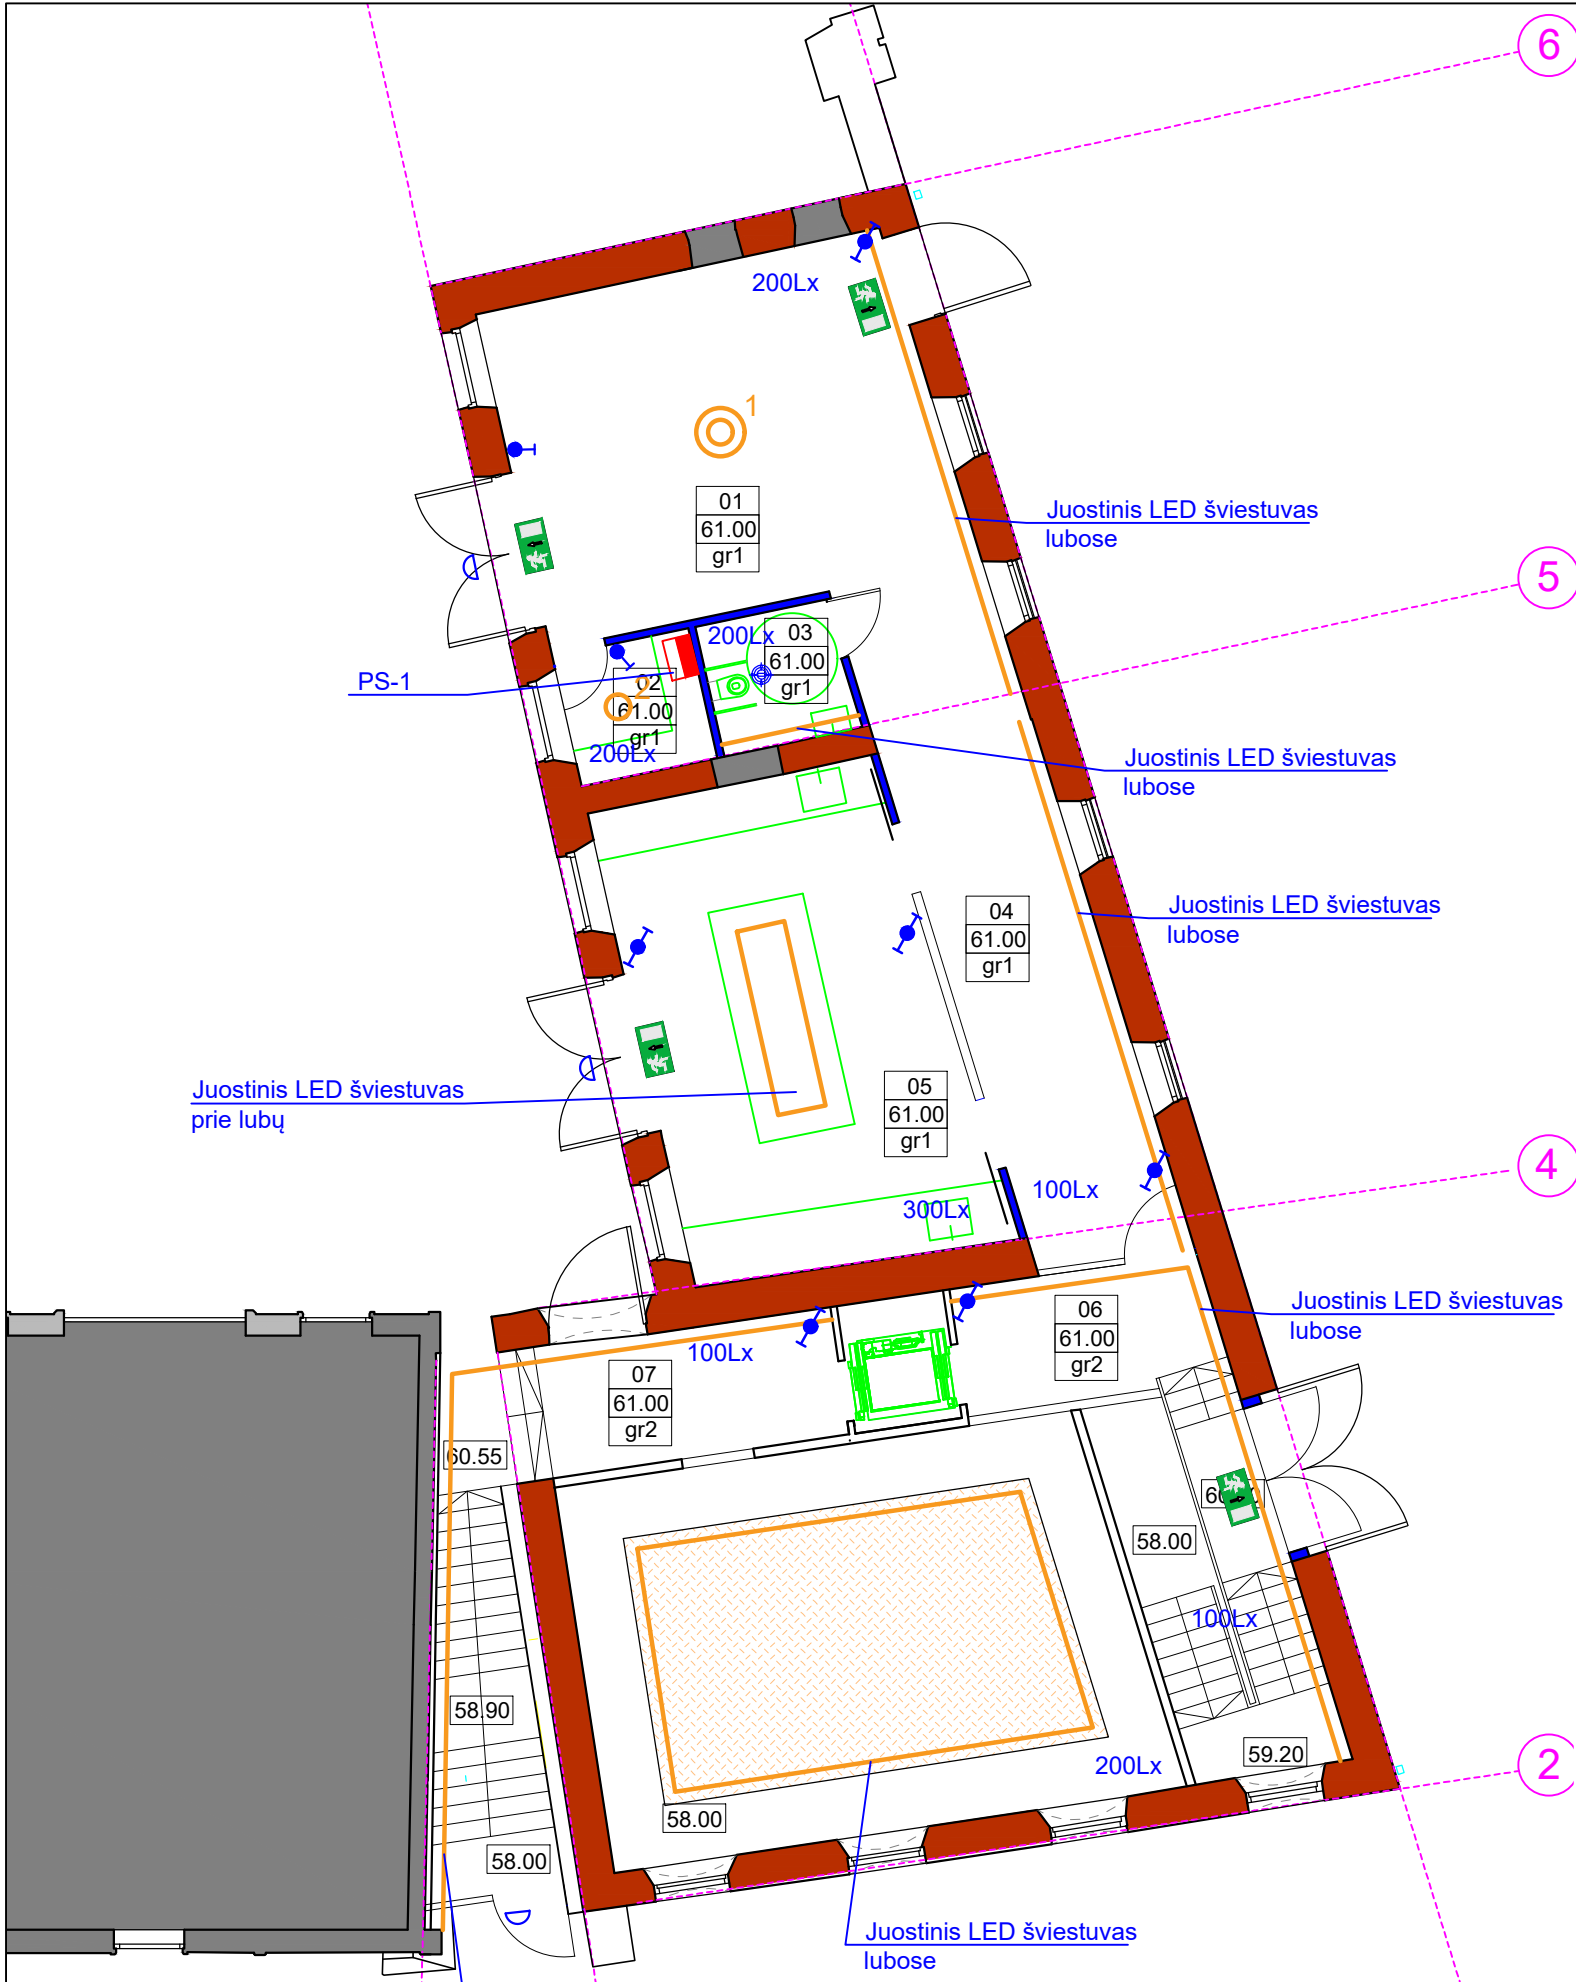 6
200Lx
1
01
61.00
gr1
Juostinis LED šviestuvas
lubose
5
200Lx
03
61.00
gr1
PS-1
02
2
61.00
gr1
200Lx
Juostinis LED šviestuvas
lubose
04
61.00
gr1
Juostinis LED šviestuvas
lubose
05
61.00
gr1
Juostinis LED šviestuvas
prie lubų
4
100Lx
300Lx
06
61.00
gr2
Juostinis LED šviestuvas
lubose
100Lx
07
61.00
gr2
60.55
58.00
100Lx
58.90
59.20
200Lx
2
58.00
58.00
Juostinis LED šviestuvas
lubose